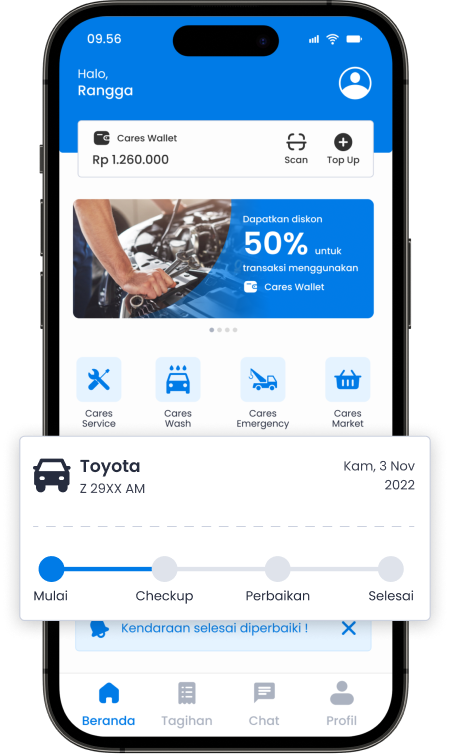 09.56
Halo,
Rangga
Cares Wallet
Rp 1.260.000
Scan
Top Up
Dapatkan diskon
50% untuk
transaksi menggunakan
Cares Wallet
Cares
Service
Cares
Wash
Cares
Emergency
Cares
Market
Toyota
Z 29XX AM
Kam, 3 Nov
2022
Mulai
Checkup
Perbaikan
Selesai
Kendaraan selesai diperbaiki !
Beranda
Tagihan
Chat
Profil